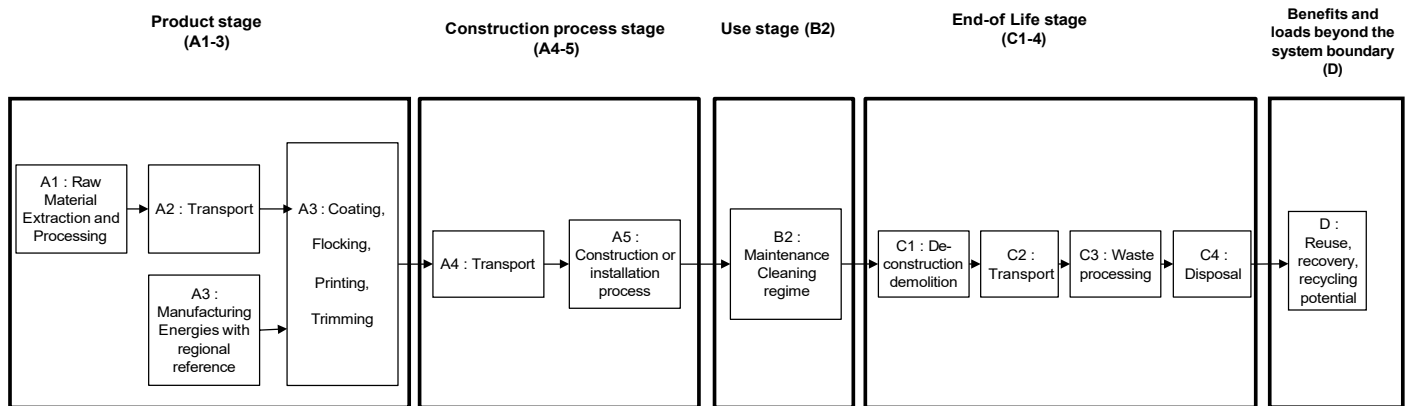 Product stage
(A1-3)
Construction process stage
(A4-5)
Use stage (B2)
End-of Life stage
(C1-4)
Benefits and
loads beyond the
system boundary
(D)
A1 : Raw
Material
Extraction and
Processing
A2 : Transport
A3 :
Manufacturing
Energies with
regional
reference
A3 : Coating,
Flocking,
Printing,
Trimming
A4 : Transport
A5 :
Construction or
installation
process
B2 :
Maintenance
Cleaning
regime
C1 : De-
construction
demolition
C2 :
Transport
C3 : Waste
processing
C4 :
Disposal
D :
Reuse,
recovery,
recycling
potential